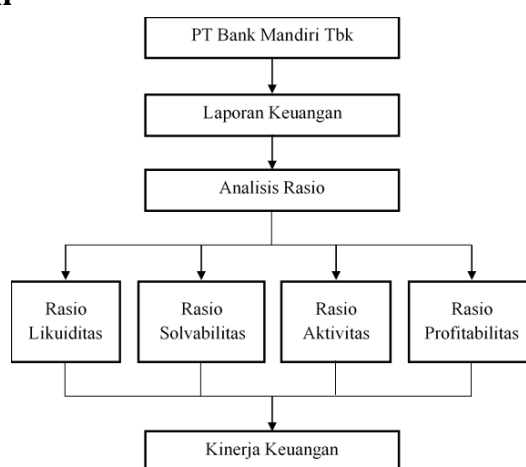 PT Bank Mandiri Tbk
Laporan Keuangan
Analisis Rasio
Rasio
Likuiditas
Rasio
Solvabilitas
Rasio
Aktivitas
Rasio
Profitabilitas
Kinerja Keuangan